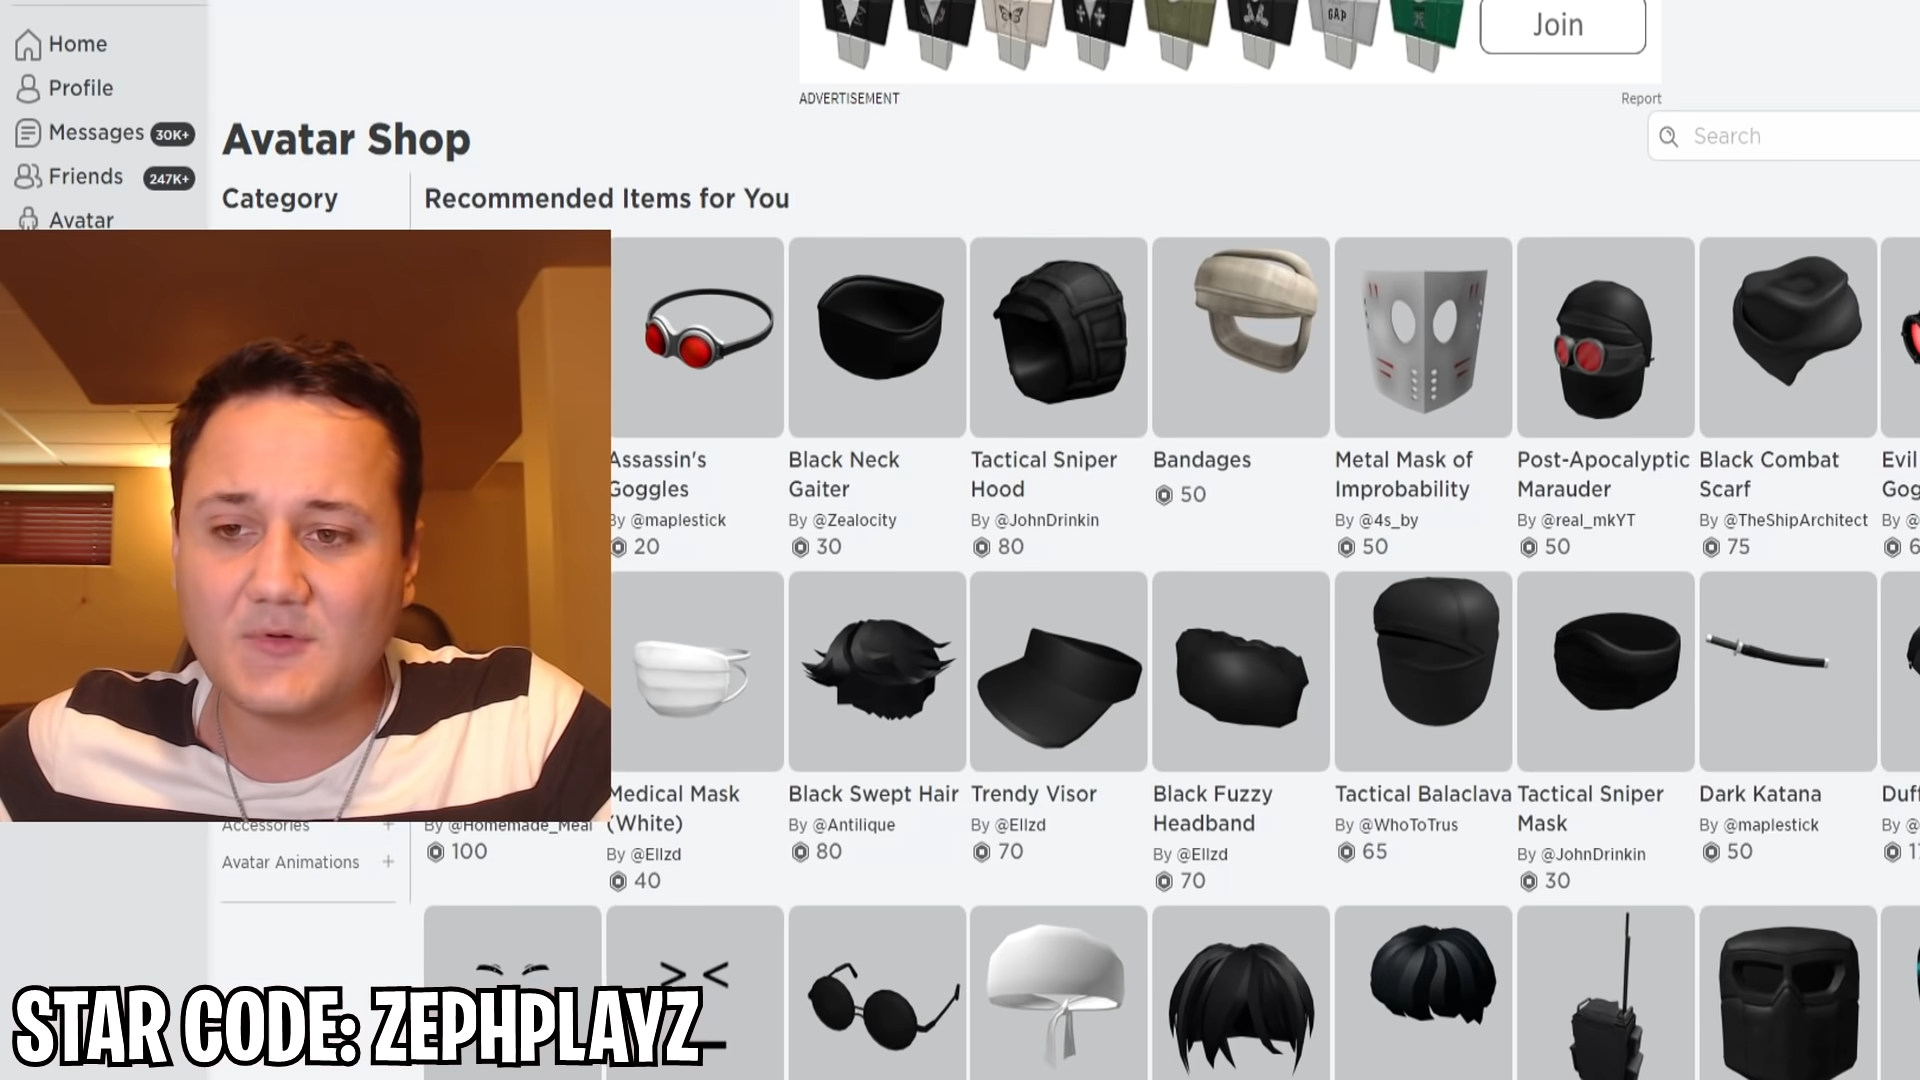 GAP
Join
ADVERTISEMENT
Report
Home
Profile
Messages 30K+
Friends 247K+
Avatar
Avatar Shop
Search
Category
Recommended Items for You
Assassin's Goggles
By @maplestick
20
Black Neck Gaiter
By @Zealocity
30
Tactical Sniper Hood
By @JohnDrinkin
80
Bandages
50
Metal Mask of Improbability
By @4s_by
50
Post-Apocalyptic Marauder
By @real_mkYT
50
Black Combat Scarf
By @TheShipArchitect
75
Evil
By @
6
Accessories +
Avatar Animations +
By @Homemade_Meal
100
Medical Mask (White)
By @Ellzd
40
Black Swept Hair
By @Antilique
80
Trendy Visor
By @Ellzd
70
Black Fuzzy Headband
By @Ellzd
70
Tactical Balaclava
By @WhoToTrus
65
Tactical Sniper Mask
By @JohnDrinkin
30
Dark Katana
By @maplestick
50
By @
STAR CODE: ZEPHPLAYZ